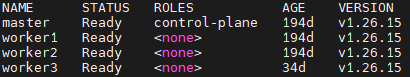 NAME STATUS ROLES AGE VERSION
master Ready control-plane 194d v1.26.15
worker1 Ready <none> 194d v1.26.15
worker2 Ready <none> 194d v1.26.15
worker3 Ready <none> 34d v1.26.15